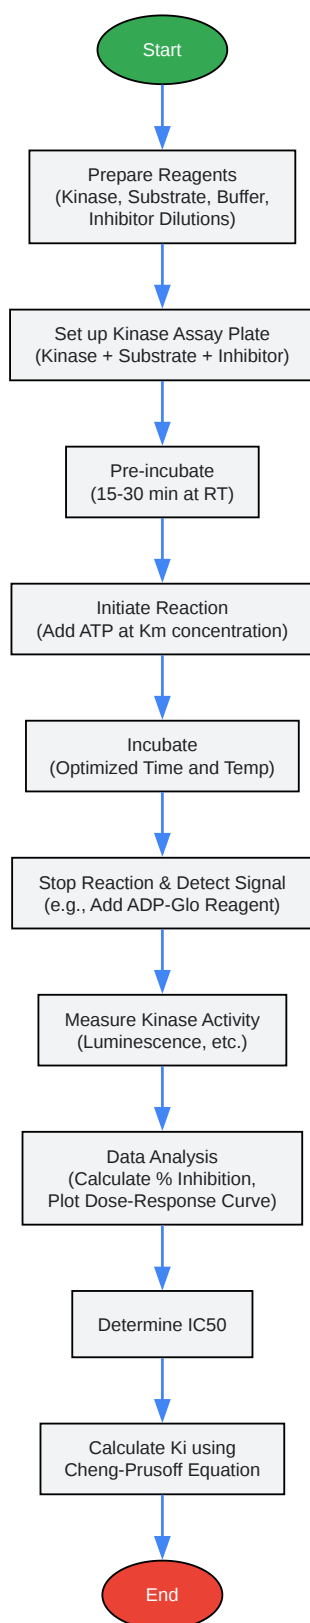 Start
Prepare Reagents
(Kinase, Substrate, Buffer,
Inhibitor Dilutions)
Set up Kinase Assay Plate
(Kinase + Substrate + Inhibitor)
Pre-incubate
(15-30 min at RT)
Initiate Reaction
(Add ATP at Km concentration)
Incubate
(Optimized Time and Temp)
Stop Reaction & Detect Signal
(e.g., Add ADP-Glo Reagent)
Measure Kinase Activity
(Luminescence, etc.)
Data Analysis
(Calculate % Inhibition,
Plot Dose-Response Curve)
Determine IC50
Calculate Ki using
Cheng-Prusoff Equation
End